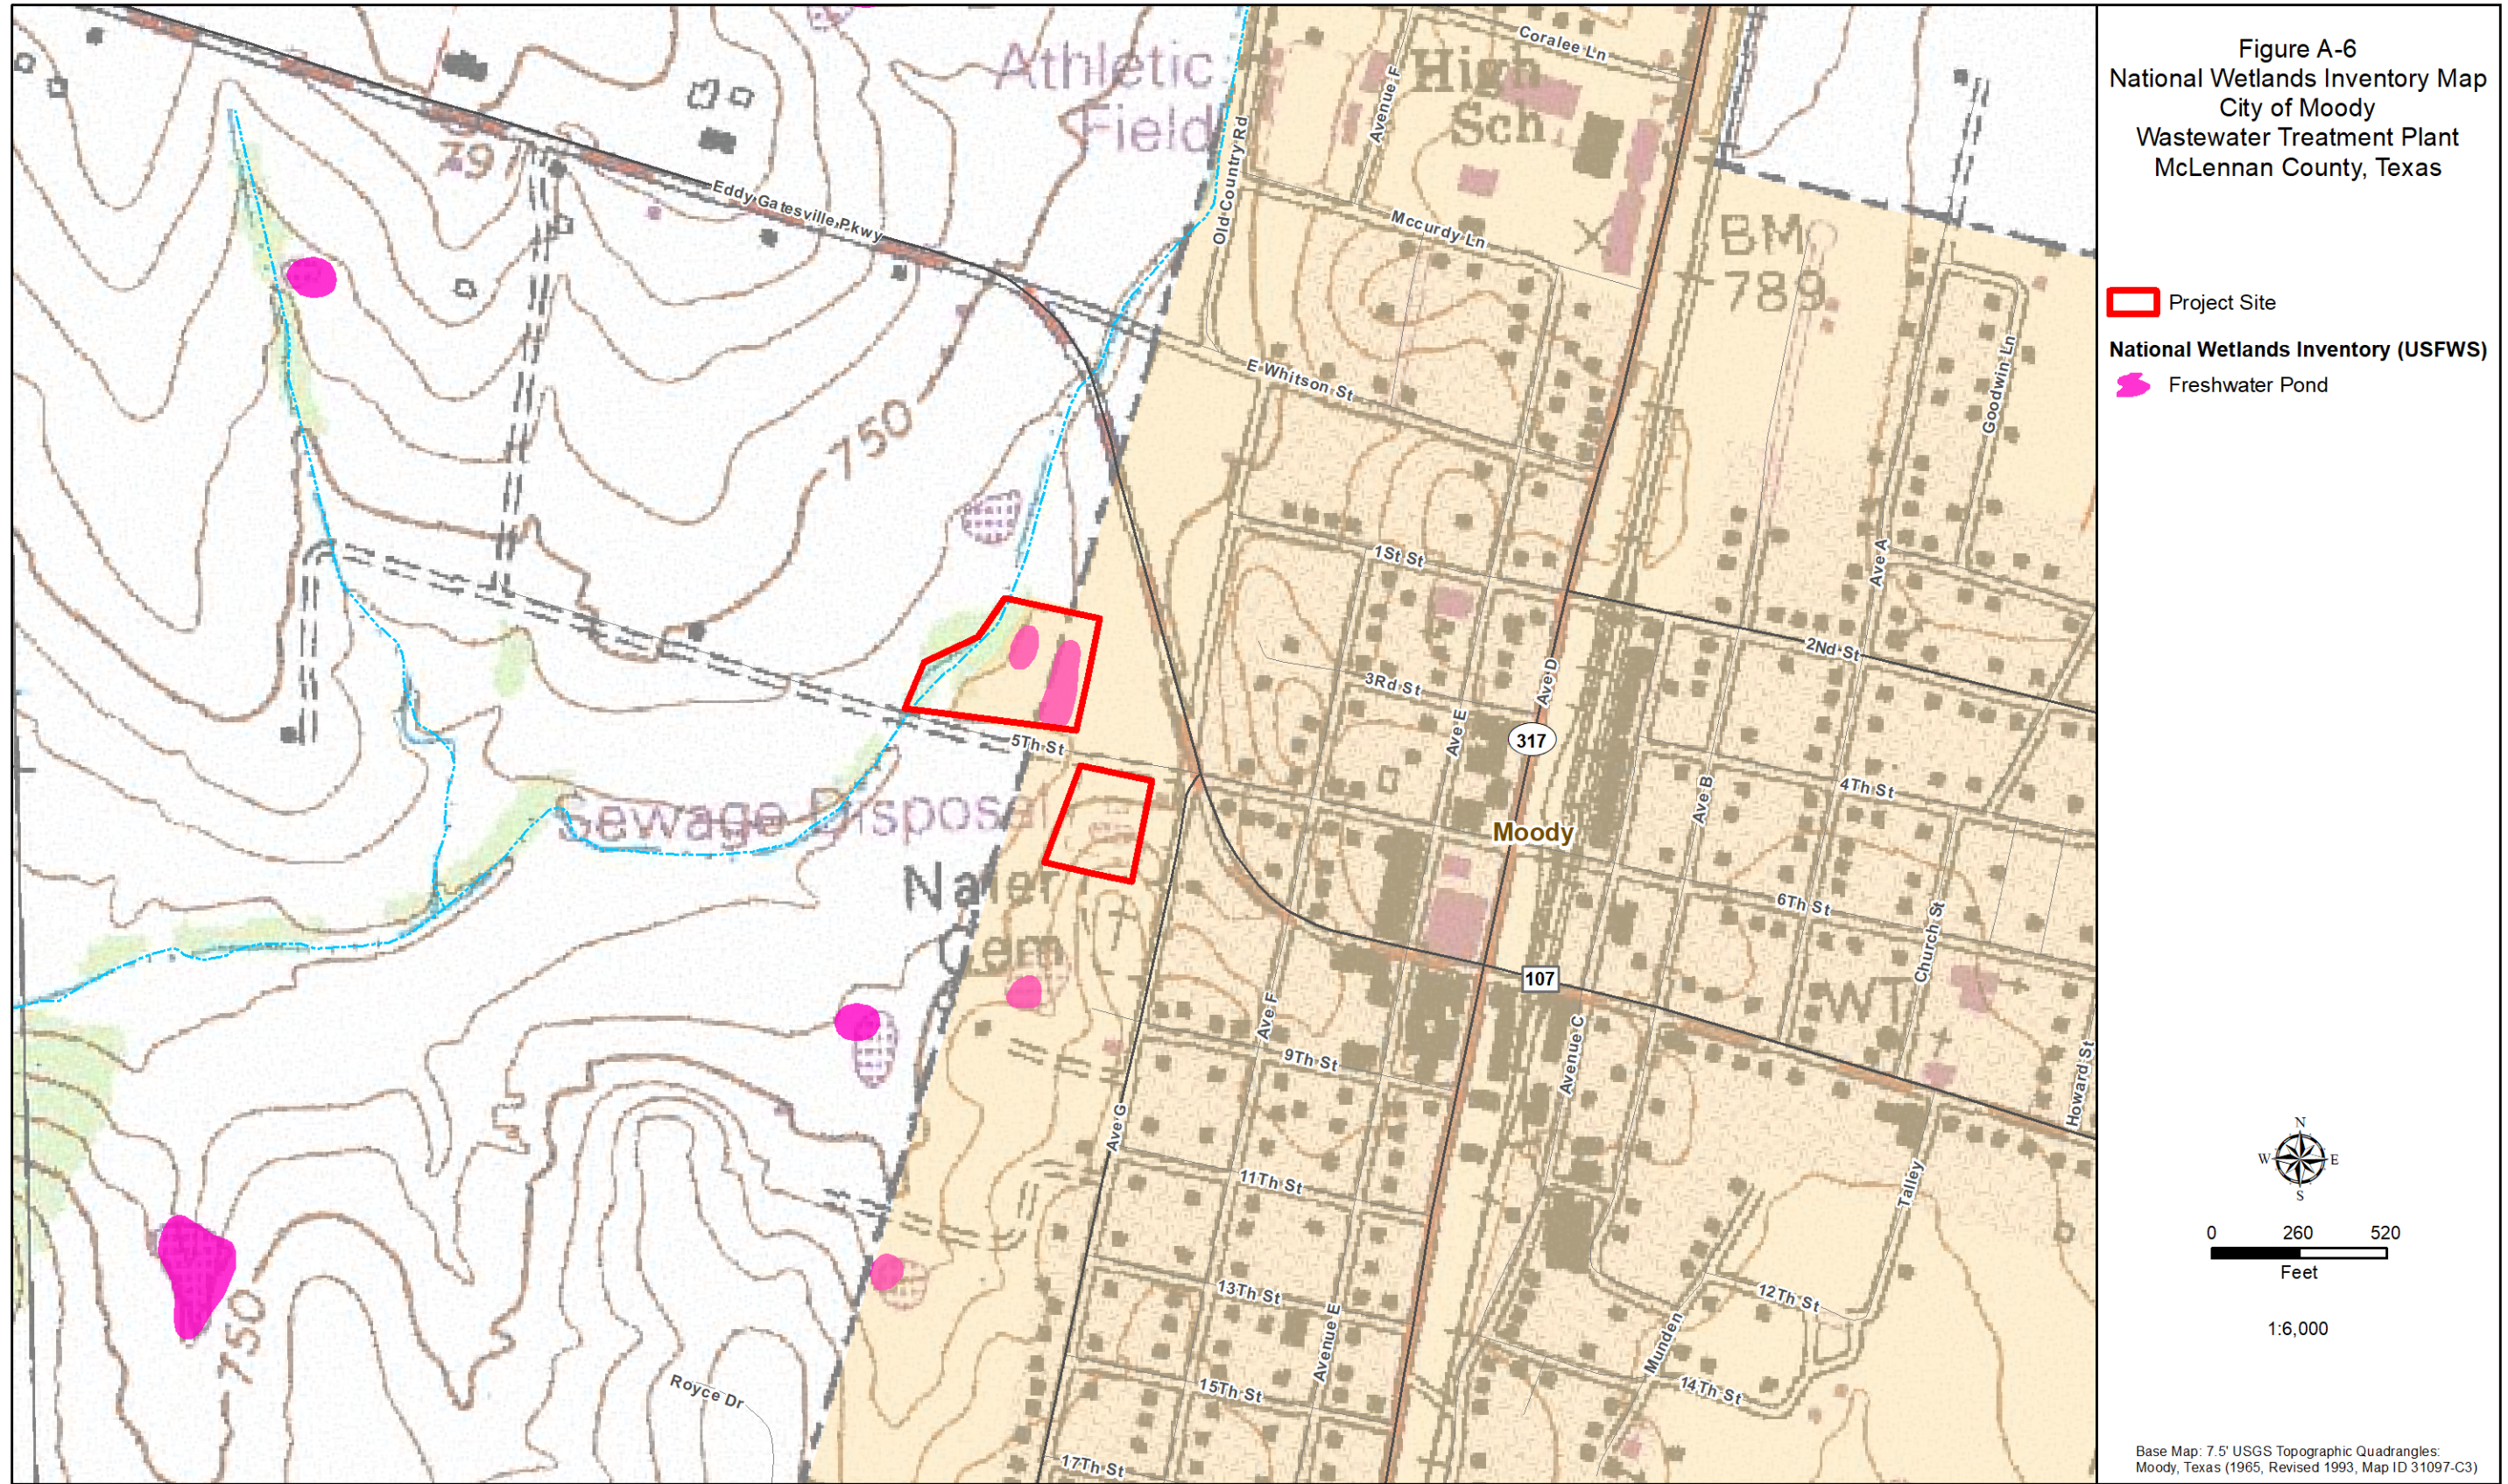 Figure A-6
National Wetlands Inventory Map
City of Moody
Wastewater Treatment Plant
McLennan County, Texas
Project Site
National Wetlands Inventory (USFWS)
Freshwater Pond
N
W
E
S
0
260
520
Feet
1:6,000
Base Map: 7.5' USGS Topographic Quadrangles:
Moody, Texas (1965, Revised 1993, Map ID 31097-C3)
Athletic
Field
High
Sch
Coralee Ln
Avenue F
Old Country Rd
791
Eddy Gatesville Pkwy
Mccurdy Ln
BM
789
X
E Whitson St
Goodwin Ln
750
1St St
Ave A
2Nd St
3Rd St
Ave D
Ave E
317
5Th St
4Th St
Ave B
Sewage Disposal
Moody
Naler
Cem
6Th St
Church St
107
WT
Ave F
9Th St
Avenue C
Howard St
Ave G
11Th St
Talley
13Th St
12Th St
750
Avenue E
Munden
Royce Dr
15Th St
14Th St
17Th St